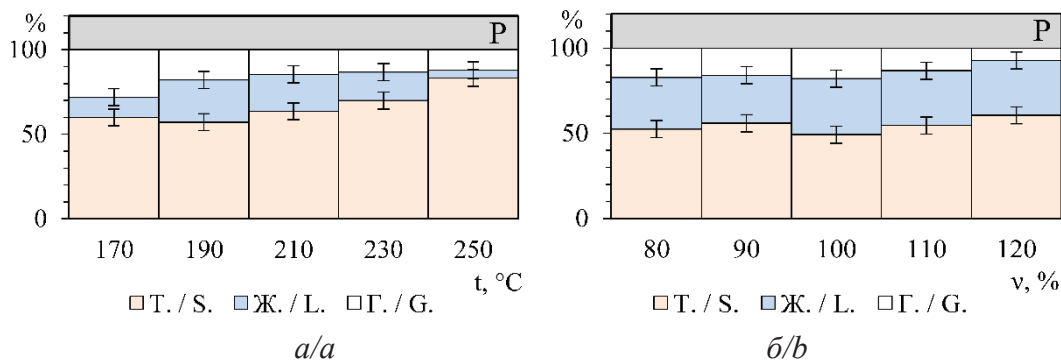 %
P
100
50
0
170 190 210 230 250
t, °C
Т. / S. Ж. / L. Г. / G.
а/a
%
P
100
50
0
80 90 100 110 120
ν, %
Т. / S. Ж. / L. Г. / G.
б/b